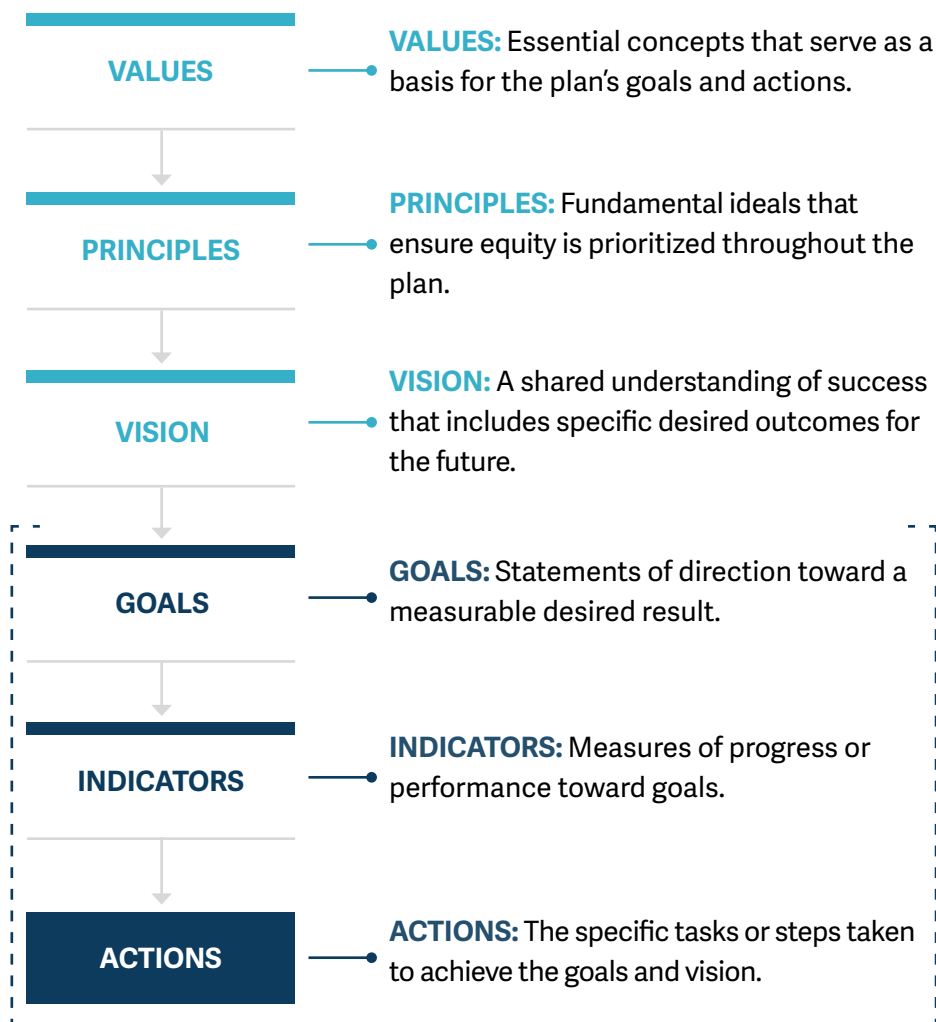 VALUES
VALUES: Essential concepts that serve as a
basis for the plan’s goals and actions.
PRINCIPLES
PRINCIPLES: Fundamental ideals that
ensure equity is prioritized throughout the
plan.
VISION
VISION: A shared understanding of success
that includes specific desired outcomes for
the future.
GOALS
GOALS: Statements of direction toward a
measurable desired result.
INDICATORS
INDICATORS: Measures of progress or
performance toward goals.
ACTIONS
ACTIONS: The specific tasks or steps taken
to achieve the goals and vision.